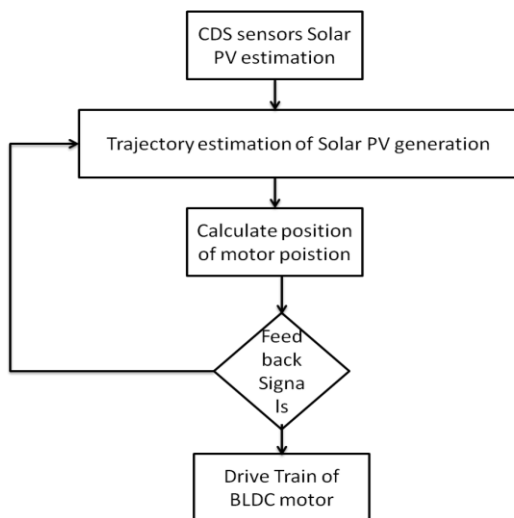 CDS sensors Solar
PV estimation
Trajectory estimation of Solar PV generation
Calculate position
of motor poistion
Feed
back
Signa
ls
Drive Train of
BLDC motor